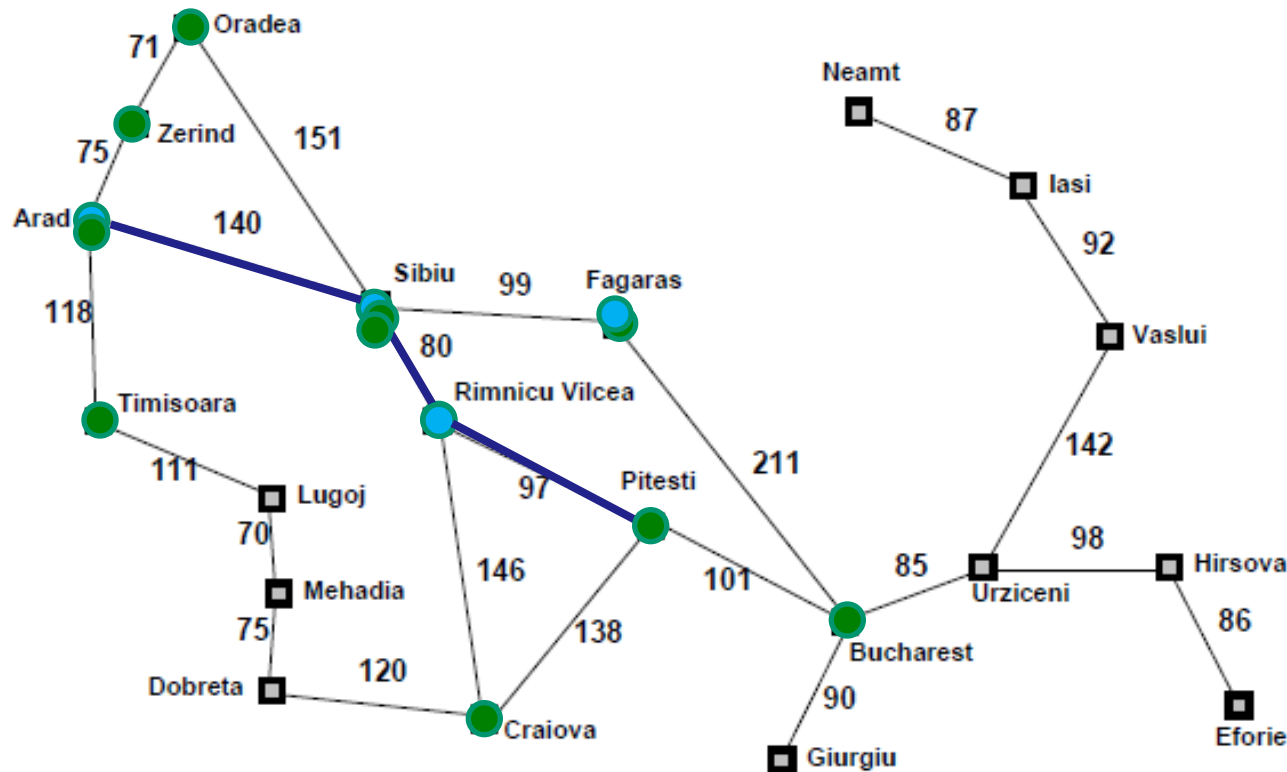 Oradea
71
Neamt
87
Zerind
151
75
Iasi
Arad
140
92
Sibiu
99
Fagaras
118
80
Vaslui
Rimnicu Vilcea
Timisoara
142
211
111
97
Pitesti
Lugoj
70
98
146
101
85
Hirsova
Mehadia
Urziceni
86
75
138
120
Bucharest
Dobreta
90
Craiova
Eforie
Giurgiu